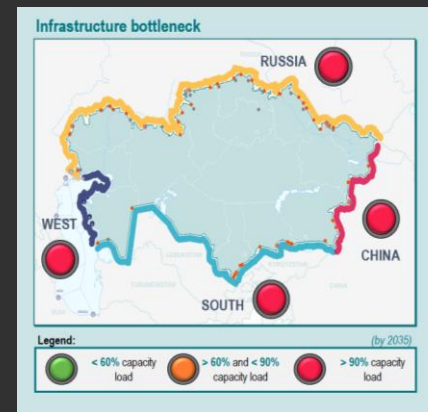 Infrastructure bottleneck
RUSSIA
WEST
CHINA
SOUTH
Legend:
(by 2035)
< 60% capacity
load
> 60% and < 90%
capacity load
> 90% capacity
load